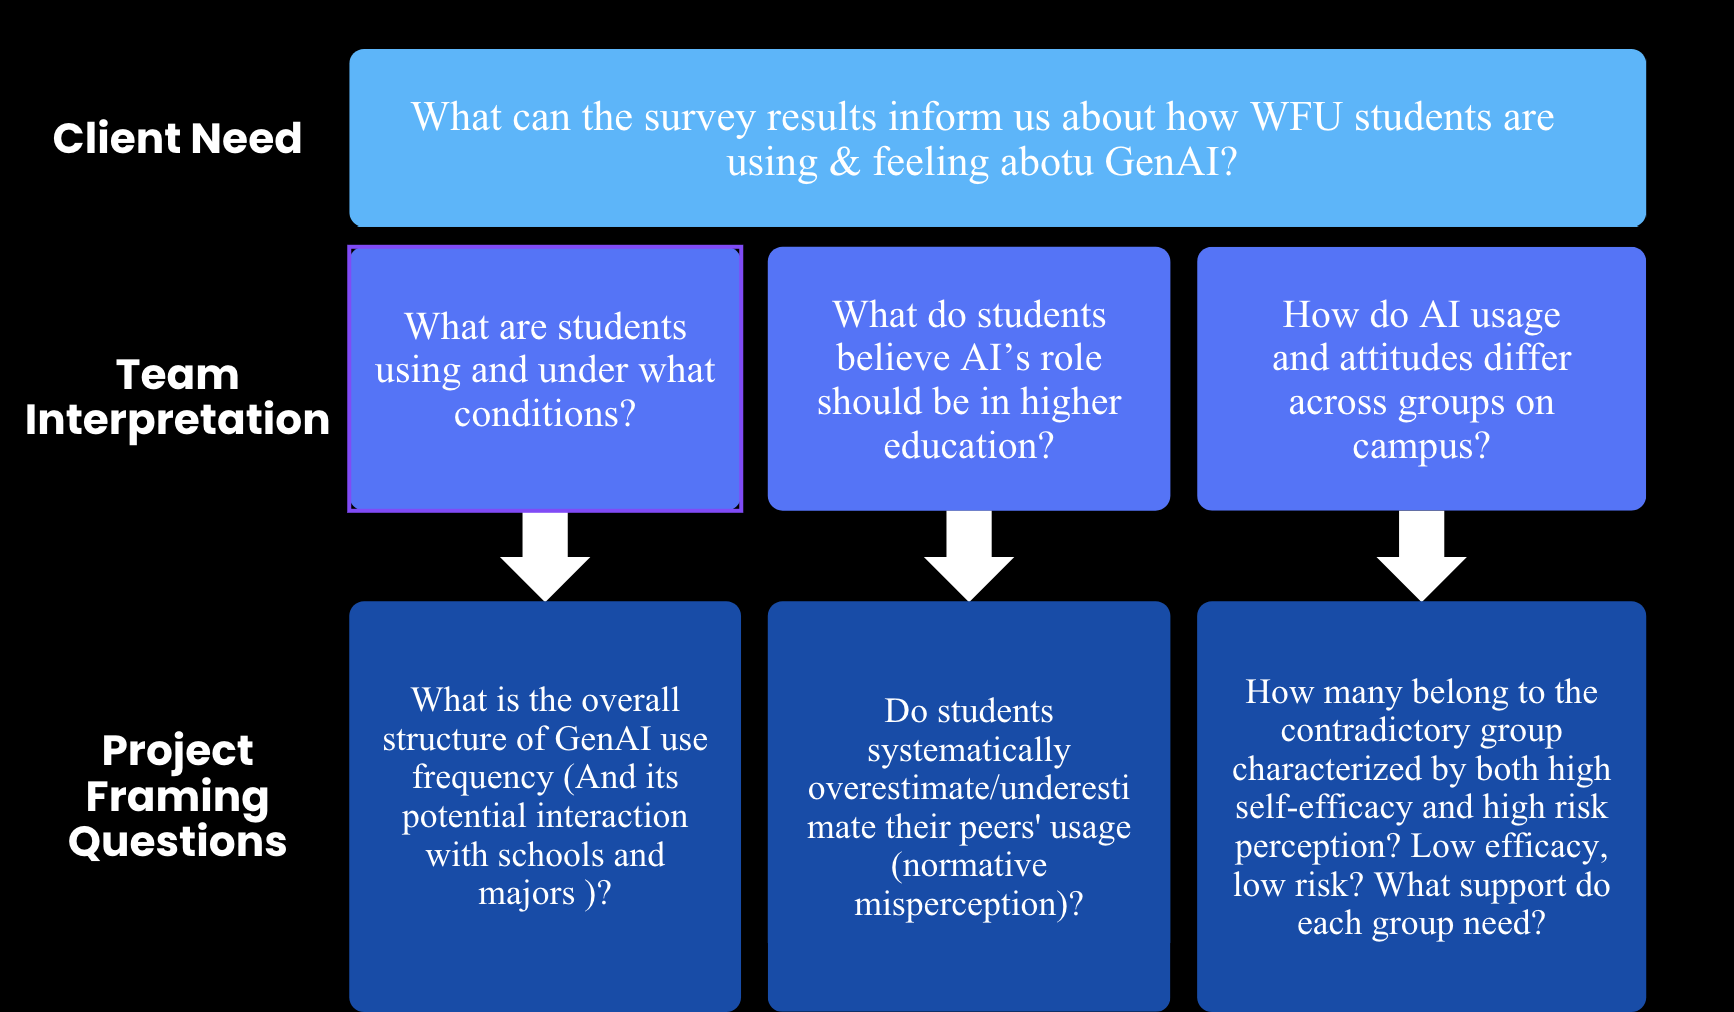 Client Need
What can the survey results inform us about how WFU students are
using & feeling abotu GenAI?
Team
Interpretation
What are students
using and under what
conditions?
What do students
believe AI’s role
should be in higher
education?
How do AI usage
and attitudes differ
across groups on
campus?
Project
Framing
Questions
What is the overall
structure of GenAI use
frequency (And its
potential interaction
with schools and
majors )?
Do students
systematically
overestimate/underesti
mate their peers' usage
(normative
misperception)?
How many belong to the
contradictory group
characterized by both high
self-efficacy and high risk
perception? Low efficacy,
low risk? What support do
each group need?